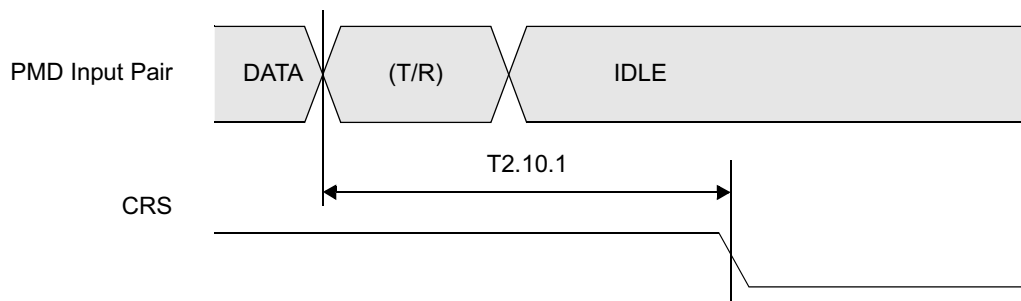 PMD Input Pair DATA (T/R) IDLE
T2.10.1
CRS